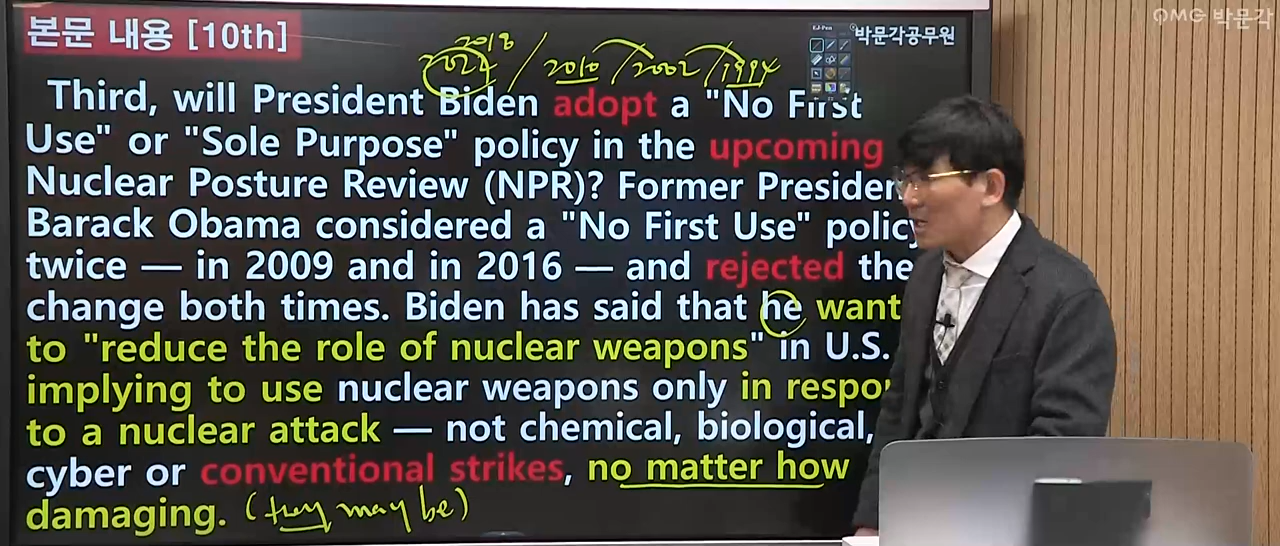 본문 내용 [10th]
OMG 박문각
박문각공무원
2018
2022 / 2010 / 2002 / 1994
Third, will President Biden adopt a "No First
Use" or "Sole Purpose" policy in the upcoming
Nuclear Posture Review (NPR)? Former Presiden
Barack Obama considered a "No First Use" policy
twice — in 2009 and in 2016 — and rejected the
change both times. Biden has said that he want
to "reduce the role of nuclear weapons" in U.S.
implying to use nuclear weapons only in respon
to a nuclear attack — not chemical, biological,
cyber or conventional strikes, no matter how
damaging. (they may be)